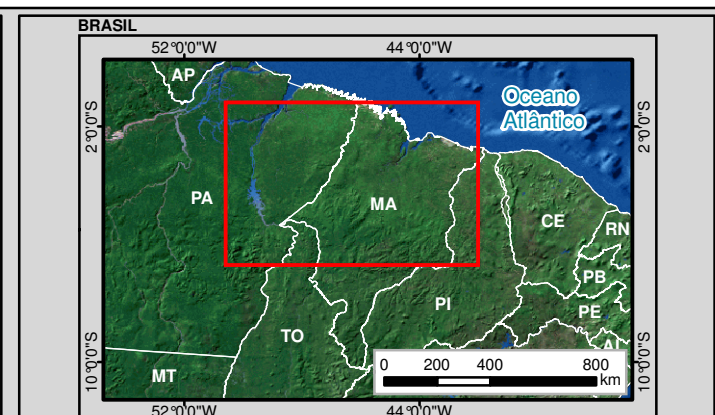 BRASIL
52°0'0"W 44°0'0"W
AP
Oceano
Atlântico
2°0'0"S 2°0'0"S
PA
MA
CE
RN
PB
PI
PE
TO
AL
MT
10°0'0"S 10°0'0"S
0 200 400 800
km
52°0'0"W 44°0'0"W